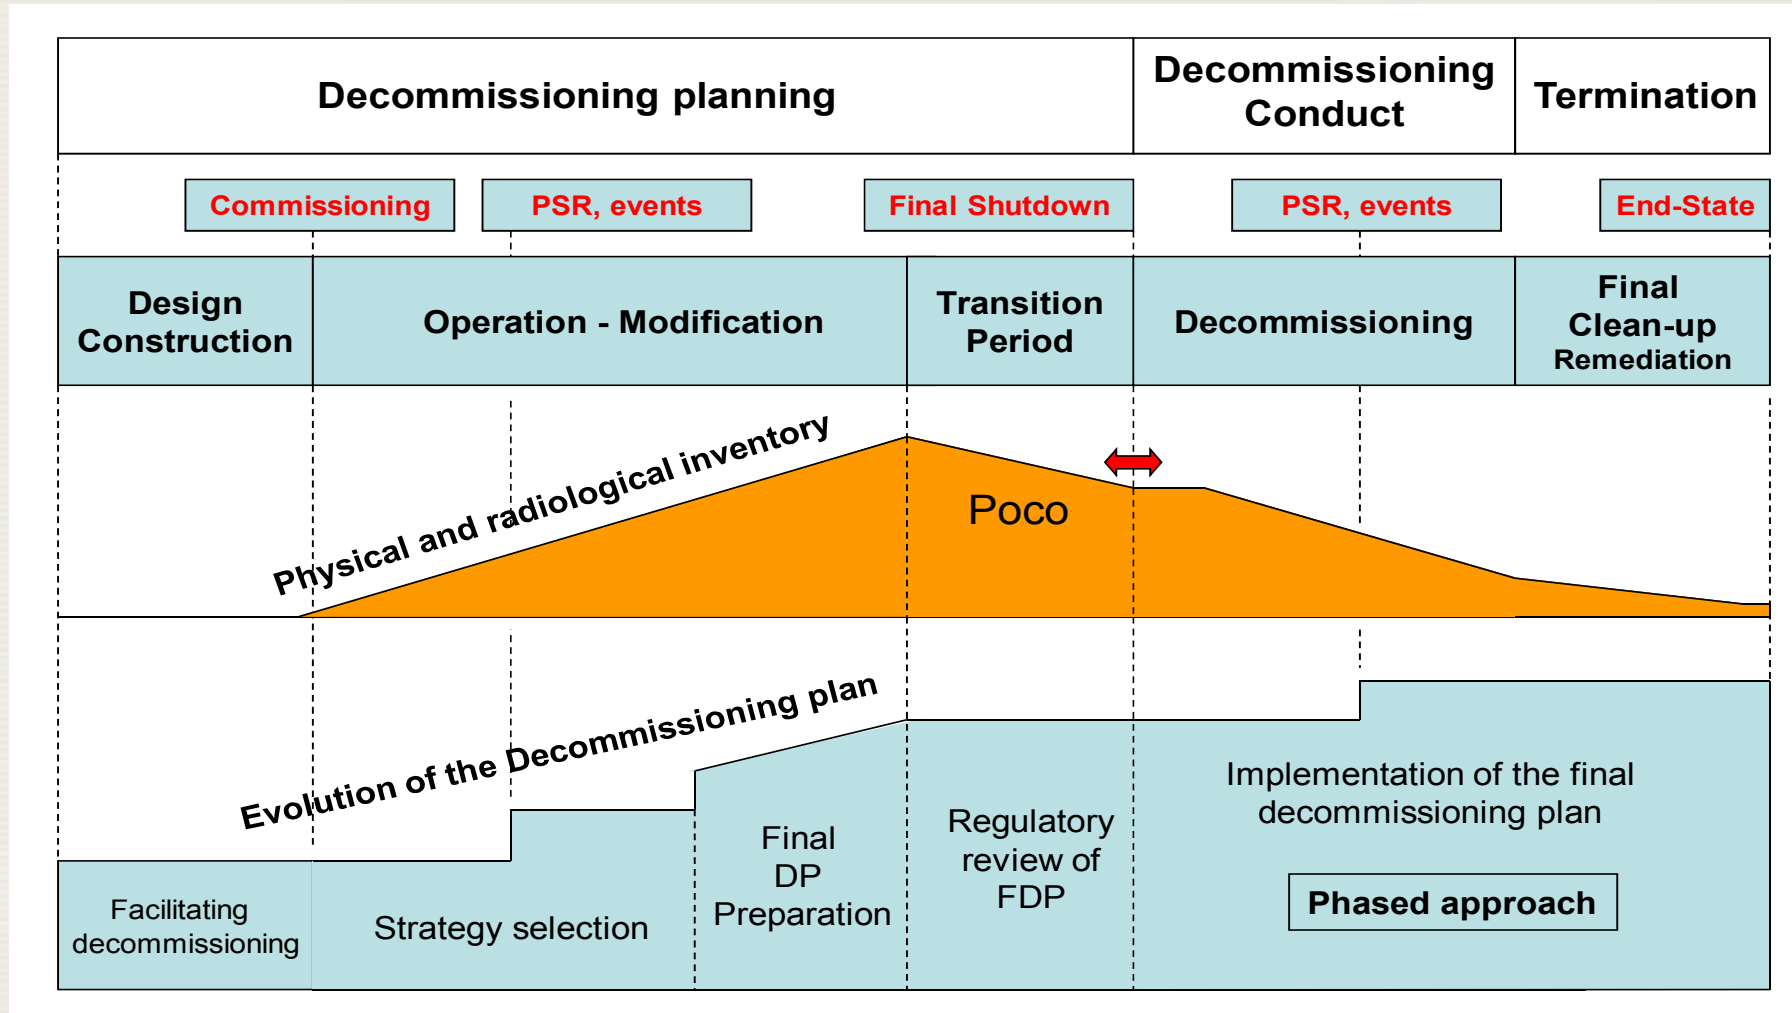 Decommissioning planning
Decommissioning
Conduct
Termination
Commissioning
PSR, events
Final Shutdown
PSR, events
End-State
Design
Construction
Operation - Modification
Transition
Period
Decommissioning
Final
Clean-up
Remediation
Physical and radiological inventory
Poco
Evolution of the Decommissioning plan
Facilitating
decommissioning
Strategy selection
Final
DP
Preparation
Regulatory
review of
FDP
Implementation of the final
decommissioning plan
Phased approach